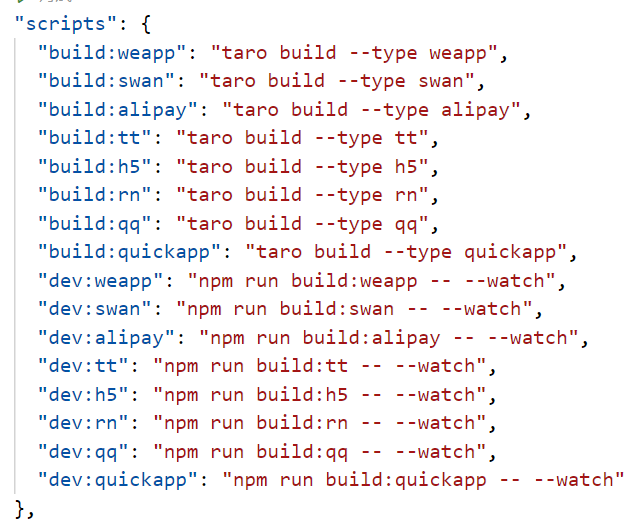 "scripts": {
"build:weapp": "taro build --type weapp",
"build:swan": "taro build --type swan",
"build:alipay": "taro build --type alipay",
"build:tt": "taro build --type tt",
"build:h5": "taro build --type h5",
"build:rn": "taro build --type rn",
"build:qq": "taro build --type qq",
"build:quickapp": "taro build --type quickapp",
"dev:weapp": "npm run build:weapp -- --watch",
"dev:swan": "npm run build:swan -- --watch",
"dev:alipay": "npm run build:alipay -- --watch",
"dev:tt": "npm run build:tt -- --watch",
"dev:h5": "npm run build:h5 -- --watch",
"dev:rn": "npm run build:rn -- --watch",
"dev:qq": "npm run build:qq -- --watch",
"dev:quickapp": "npm run build:quickapp -- --watch"
},